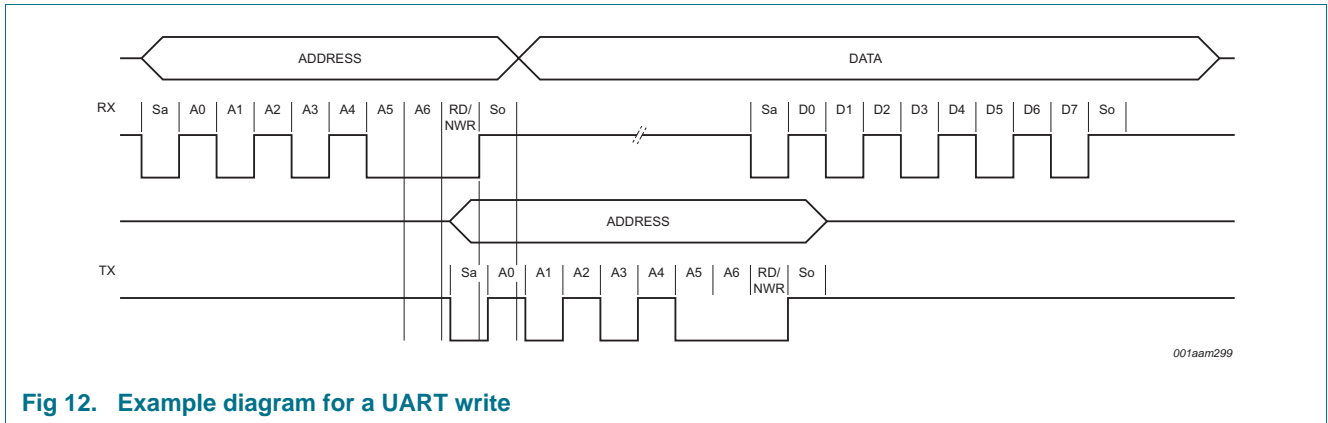 ADDRESS DATA
RX Sa A0 A1 A2 A3 A4 A5 A6 RD/ So Sa D0 D1 D2 D3 D4 D5 D6 D7 So
NWR
ADDRESS
TX Sa A0 A1 A2 A3 A4 A5 A6 RD/ So
NWR
001aam299
Fig 12. Example diagram for a UART write